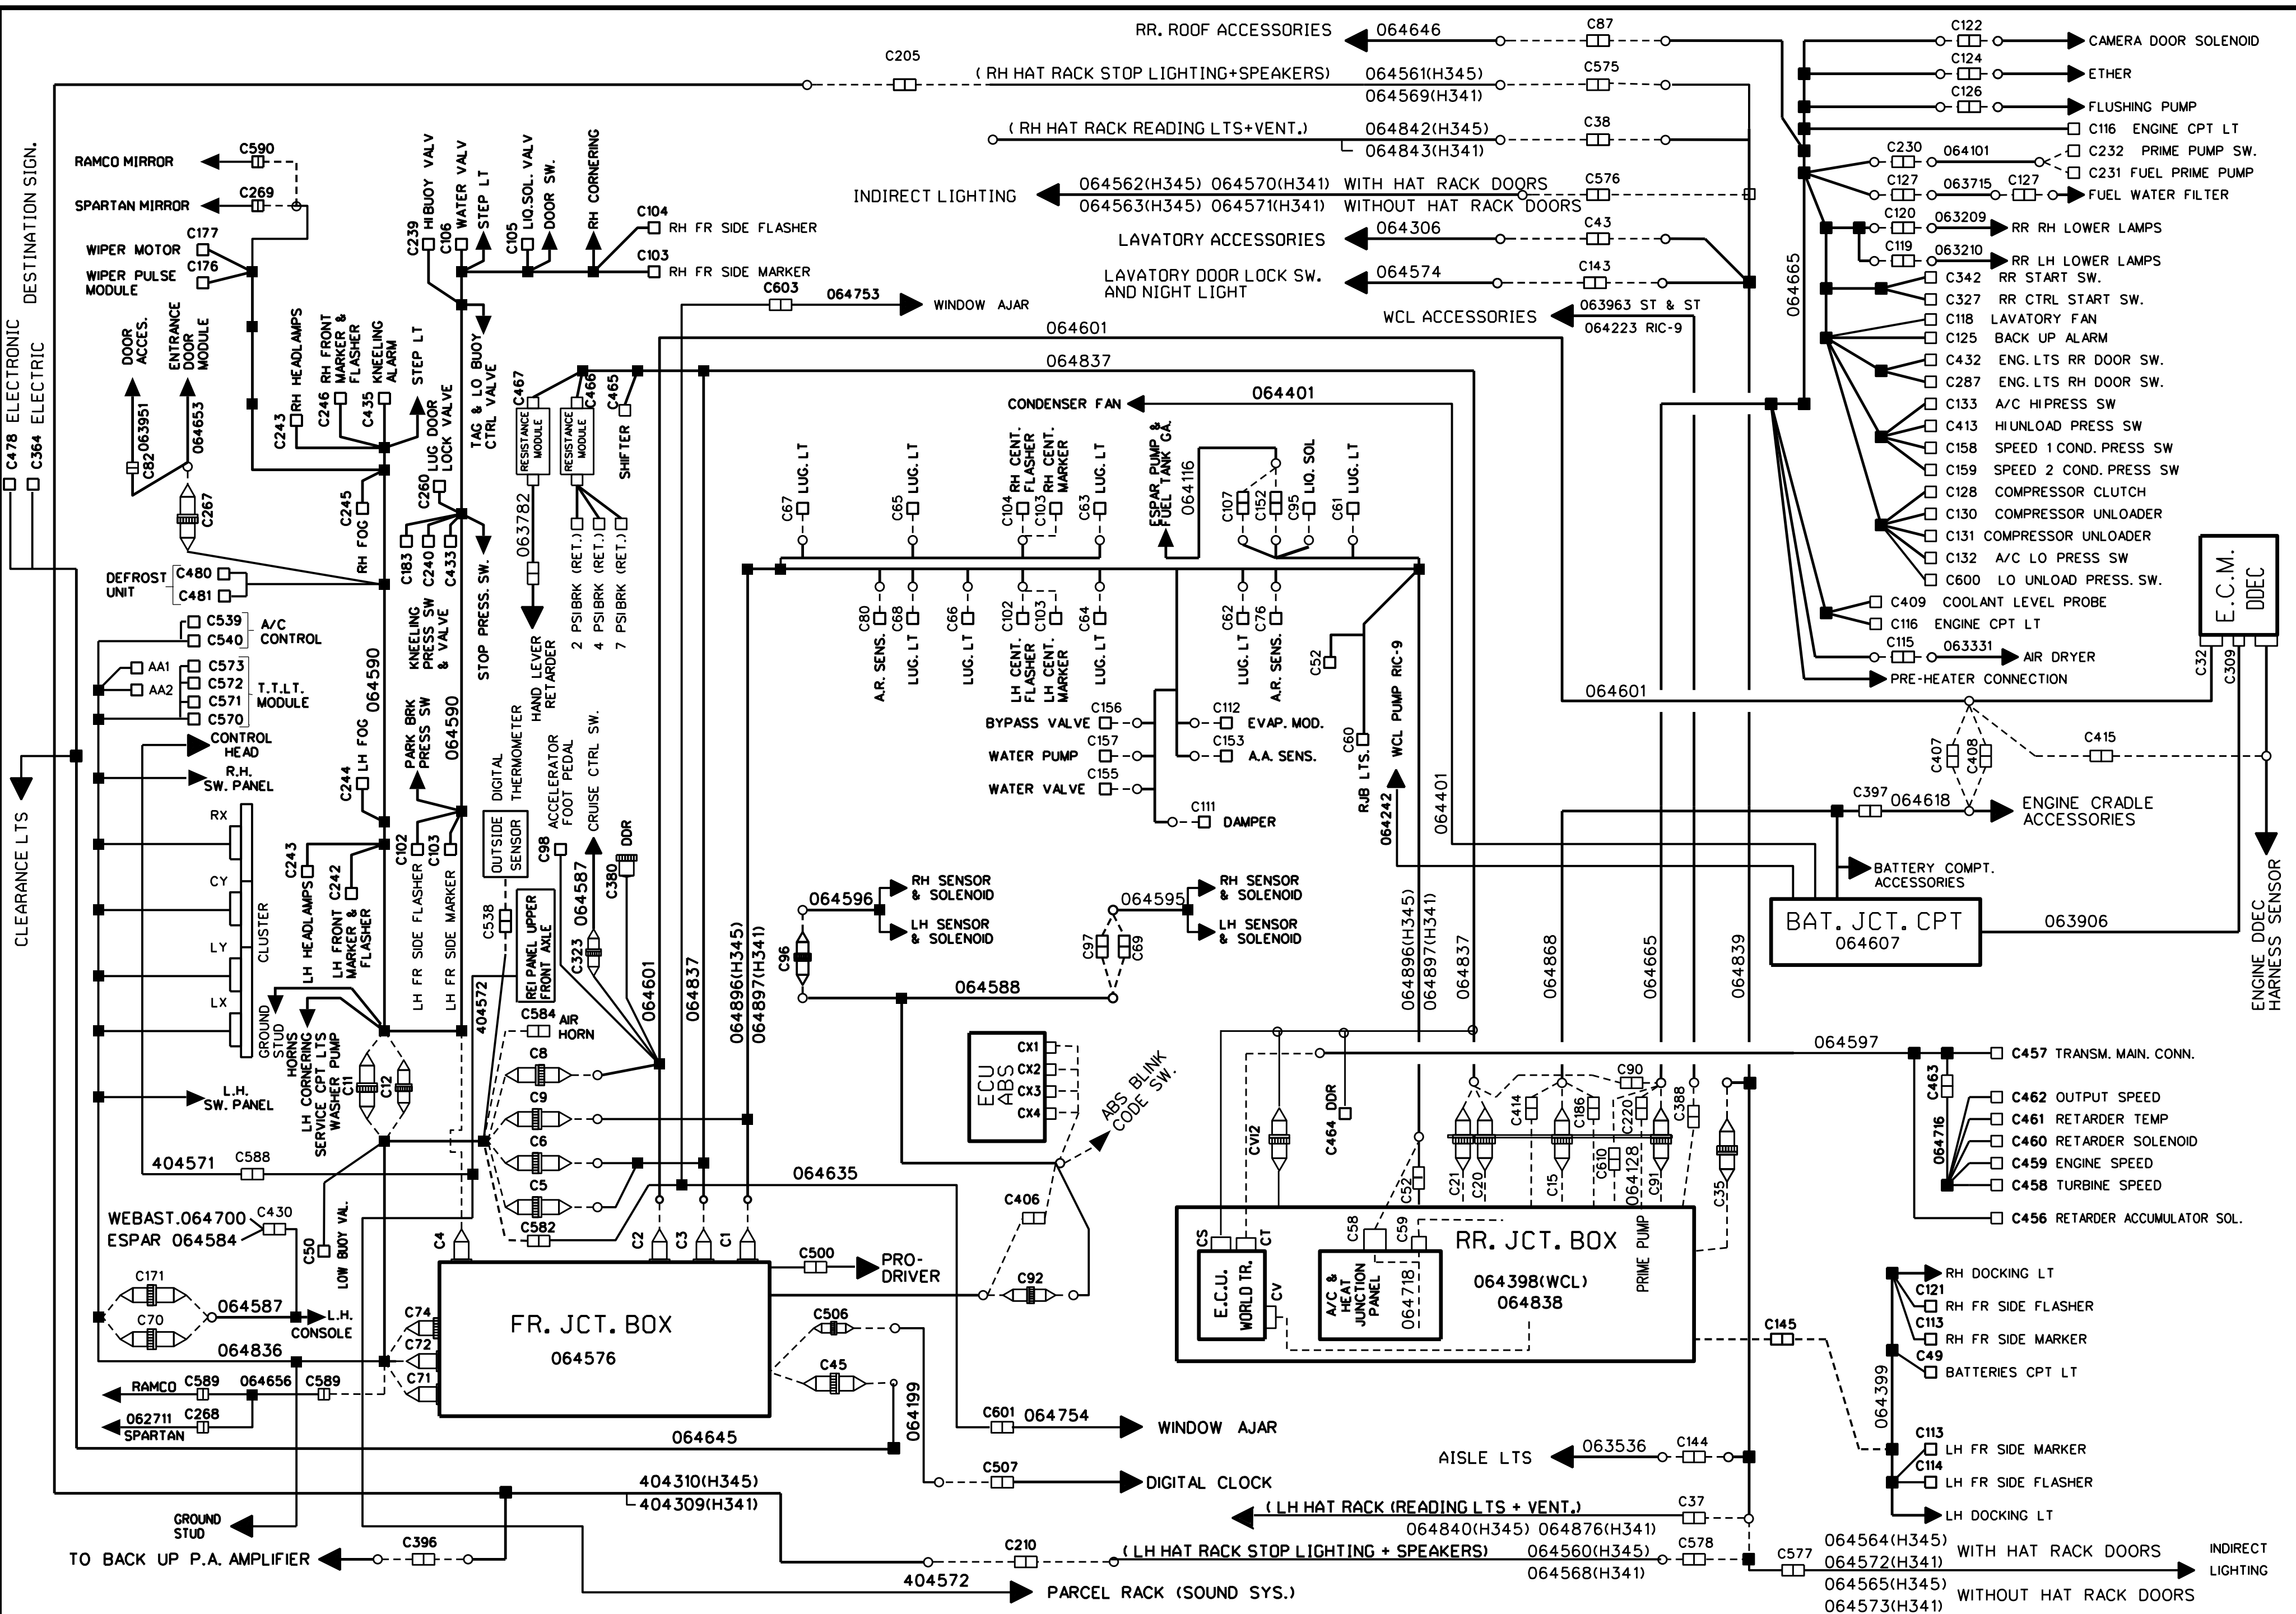 RR. ROOF ACCESSORIES
064646
C87
C205
( RH HAT RACK STOP LIGHTING+SPEAKERS)
064561(H345)
064569(H341)
C575
( RH HAT RACK READING LTS+VENT.)
064842(H345)
064843(H341)
C38
INDIRECT LIGHTING
064562(H345) 064570(H341) WITH HAT RACK DOORS
064563(H345) 064571(H341) WITHOUT HAT RACK DOORS
C576
LAVATORY ACCESSORIES
064306
C43
LAVATORY DOOR LOCK SW.
AND NIGHT LIGHT
064574
C143
WCL ACCESSORIES
063963 ST & ST
064223 RIC-9
C122
CAMERA DOOR SOLENOID
C124
ETHER
C126
FLUSHING PUMP
C116 ENGINE CPT LT
C230
064101
C232 PRIME PUMP SW.
C231 FUEL PRIME PUMP
C127
063715
C127
FUEL WATER FILTER
C120
063209
RR RH LOWER LAMPS
C119
063210
RR LH LOWER LAMPS
064665
C342 RR START SW.
C327 RR CTRL START SW.
C118 LAVATORY FAN
C125 BACK UP ALARM
C432 ENG. LTS RR DOOR SW.
C287 ENG. LTS RH DOOR SW.
C133 A/C HI PRESS SW
C413 HI UNLOAD PRESS SW
C158 SPEED 1 COND. PRESS SW
C159 SPEED 2 COND. PRESS SW
C128 COMPRESSOR CLUTCH
C130 COMPRESSOR UNLOADER
C131 COMPRESSOR UNLOADER
C132 A/C LO PRESS SW
C600 LO UNLOAD PRESS. SW.
C409 COOLANT LEVEL PROBE
C116 ENGINE CPT LT
C115
063331
AIR DRYER
PRE-HEATER CONNECTION
E.C.M.
DDEC
C32
C309
064601
C407
C408
C415
C397
064618
ENGINE CRADLE
ACCESSORIES
BATTERY COMPT.
ACCESSORIES
BAT. JCT. CPT
064607
063906
ENGINE DDEC
HARNESS SENSOR
C478 ELECTRONIC
C364 ELECTRIC
DESTINATION SIGN.
RAMCO MIRROR
C590
SPARTAN MIRROR
C269
WIPER MOTOR
C177
WIPER PULSE
MODULE
C176
DOOR
ACCES.
ENTRANCE
DOOR
MODULE
C82
063951
064653
C267
C243
RH HEADLAMPS
C246
RH FRONT
MARKER &
FLASHER
C435
KNEELING
ALARM
STEP LT
C239
HI BUOY VALV
C106
WATER VALV
STEP LT
C105
LIQ. SOL. VALV
DOOR SW.
RH CORNERING
C104
RH FR SIDE FLASHER
C103
RH FR SIDE MARKER
TAG & LO BUOY
CTRL VALVE
C603
064753
WINDOW AJAR
064601
064837
C260
LUG DOOR
LOCK VALVE
C245
RH FOG
C183
C240
C433
KNEELING
PRESS SW
& VALVE
STOP PRESS. SW.
C467
C466
C465
RESISTANCE
MODULE
RESISTANCE
MODULE
SHIFTER
063782
2 PSI BRK (RET.)
4 PSI BRK (RET.)
7 PSI BRK (RET.)
HAND LEVER
RETARDER
DEFROST
UNIT
C480
C481
C539
C540
A/C
CONTROL
AA1
AA2
C573
C572
C571
C570
T.T.L.T.
MODULE
CONTROL
HEAD
R.H.
SW. PANEL
RX
CY
LY
LX
CLUSTER
L.H.
SW. PANEL
CLEARANCE LTS
064590
064590
C244
LH FOG
PARK BRK
PRESS SW
C102
C103
LH FR SIDE FLASHER
LH FR SIDE MARKER
C243
LH HEADLAMPS
C242
LH FRONT
MARKER &
FLASHER
GROUND
STUD
HORNS
LH CORNERING
SERVICE CPT LTS
WASHER PUMP
C11
C12
DIGITAL
THERMOMETER
OUTSIDE
SENSOR
C538
REI PANEL UPPER
FRONT AXLE
404572
ACCELERATOR
FOOT PEDAL
C98
CRUISE CTRL SW.
064587
C323
DDR
C380
C584
AIR
HORN
C8
C9
C6
C5
C582
064601
064837
064896(H345)
064897(H341)
CONDENSER FAN
064401
C67
LUG. LT
C65
LUG. LT
C104
RH CENT.
FLASHER
C103
RH CENT.
MARKER
C63
LUG. LT
ESPAR PUMP &
FUEL TANK GA.
064116
C107
C152
C95
LIQ. SOL
C61
LUG. LT
C80
A.R. SENS.
C68
LUG. LT
C66
LUG. LT
C102
LH CENT.
FLASHER
C103
LH CENT.
MARKER
C64
LUG. LT
C62
LUG. LT
C76
A.R. SENS.
C52
C60
RJB LTS.
WCL PUMP RIC-9
064242
064401
BYPASS VALVE
C156
WATER PUMP
C157
WATER VALVE
C155
C112
EVAP. MOD.
C153
A.A. SENS.
C111
DAMPER
064596
RH SENSOR
& SOLENOID
LH SENSOR
& SOLENOID
C96
064595
RH SENSOR
& SOLENOID
LH SENSOR
& SOLENOID
C97
C69
064588
ECU
ABS
CX1
CX2
CX3
CX4
ABS BLINK
CODE SW.
064896(H345)
064897(H341)
064837
064868
064665
064839
064597
C457 TRANSM. MAIN. CONN.
C463
064716
C462 OUTPUT SPEED
C461 RETARDER TEMP
C460 RETARDER SOLENOID
C459 ENGINE SPEED
C458 TURBINE SPEED
C456 RETARDER ACCUMULATOR SOL.
CVI2
C464 DDR
C52
C21
C20
C414
C15
C186
C90
C220
C610
064128
C91
C388
C35
PRIME PUMP
RR. JCT. BOX
064398(WCL)
064838
CS
CT
CV
E.C.U.
WORLD TR.
C58
C59
A/C &
HEAT
JUNCTION
PANEL
064718
404571
C588
064635
WEBAST.064700
ESPAR 064584
C430
C50
LOW BUOY VAL.
C4
C2
C3
C1
C406
C92
C500
PRO-
DRIVER
C171
C70
064587
L.H.
CONSOLE
064836
C74
C72
C71
FR. JCT. BOX
064576
C506
C45
RAMCO
C589
064656
C589
062711
SPARTAN
C268
064645
064199
C601
064754
WINDOW AJAR
C507
DIGITAL CLOCK
404310(H345)
404309(H341)
GROUND
STUD
TO BACK UP P.A. AMPLIFIER
C396
C210
404572
PARCEL RACK (SOUND SYS.)
C145
RH DOCKING LT
C121
RH FR SIDE FLASHER
C113
RH FR SIDE MARKER
C49
BATTERIES CPT LT
064399
C113
LH FR SIDE MARKER
C114
LH FR SIDE FLASHER
LH DOCKING LT
AISLE LTS
063536
C144
( LH HAT RACK (READING LTS + VENT.)
064840(H345) 064876(H341)
C37
( LH HAT RACK STOP LIGHTING + SPEAKERS)
064560(H345)
064568(H341)
C578
C577
064564(H345)
064572(H341)
WITH HAT RACK DOORS
064565(H345)
064573(H341)
WITHOUT HAT RACK DOORS
INDIRECT
LIGHTING